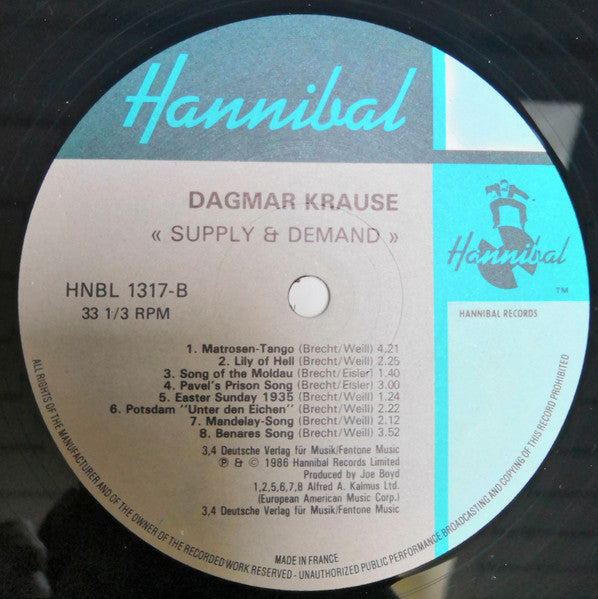 Hannibal
DAGMAR KRAUSE
« SUPPLY & DEMAND »
Hannibal
TM
HNBL 1317-B
33 1/3 RPM
HANNIBAL RECORDS
1. Matrosen-Tango (Brecht/Weill) 4.21
2. Lily of Hell (Brecht/Weill) 2.25
3. Song of the Moldau (Brecht/Eisler) 1.40
4. Pavel's Prison Song (Brecht/Eisler) 3.00
5. Easter Sunday 1935 (Brecht/Weill) 1.24
6. Potsdam "Unter den Eichen" (Brecht/Weill) 2.22
7. Mandelay-Song (Brecht/Weill) 2.12
8. Benares Song (Brecht/Weill) 3.52
3,4 Deutsche Verlag für Musik/Fentone Music
℗ & © 1986 Hannibal Records Limited
Produced by Joe Boyd
1,2,5,6,7,8 Alfred A. Kalmus Ltd.
(European American Music Corp.)
3,4 Deutsche Verlag für Musik/Fentone Music
MADE IN FRANCE
ALL RIGHTS OF THE MANUFACTURER AND OF THE OWNER OF THE RECORDED WORK RESERVED - UNAUTHORIZED PUBLIC PERFORMANCE, BROADCASTING AND COPYING OF THIS RECORD PROHIBITED